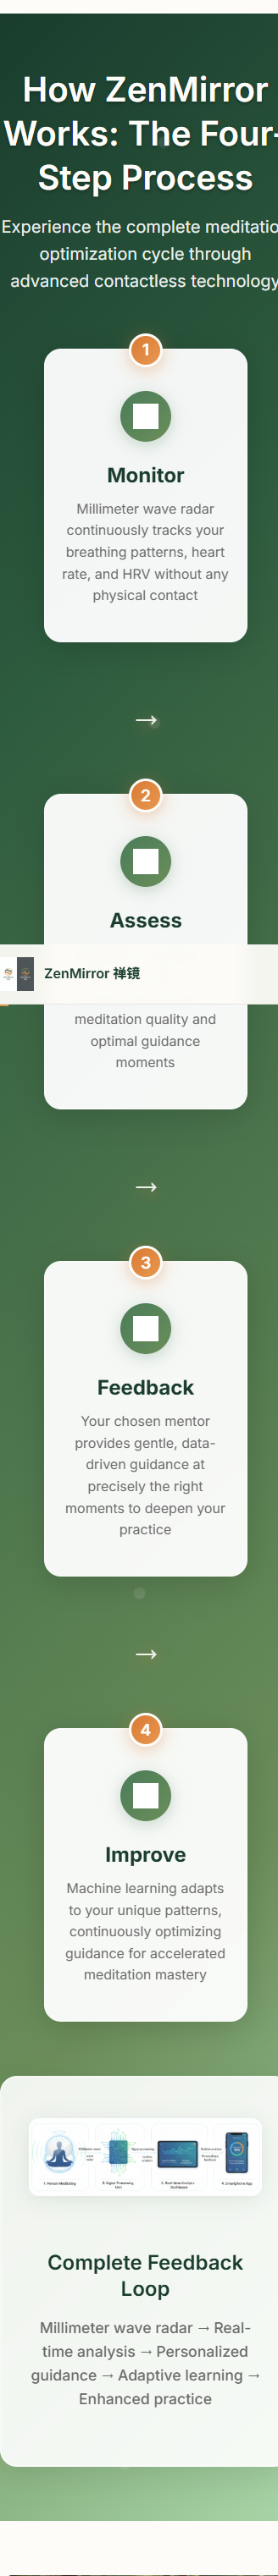 How ZenMirror
Works: The Four-
Step Process
Experience the complete meditatio
optimization cycle through
advanced contactless technology
1
Monitor
Millimeter wave radar
continuously tracks your
breathing patterns, heart
rate, and HRV without any
physical contact
→
2
Assess
ZenMirror 禅镜
meditation quality and
optimal guidance
moments
→
3
Feedback
Your chosen mentor
provides gentle, data-
driven guidance at
precisely the right
moments to deepen your
practice
→
4
Improve
Machine learning adapts
to your unique patterns,
continuously optimizing
guidance for accelerated
meditation mastery
Complete Feedback
Loop
Millimeter wave radar → Real-
time analysis → Personalized
guidance → Adaptive learning →
Enhanced practice